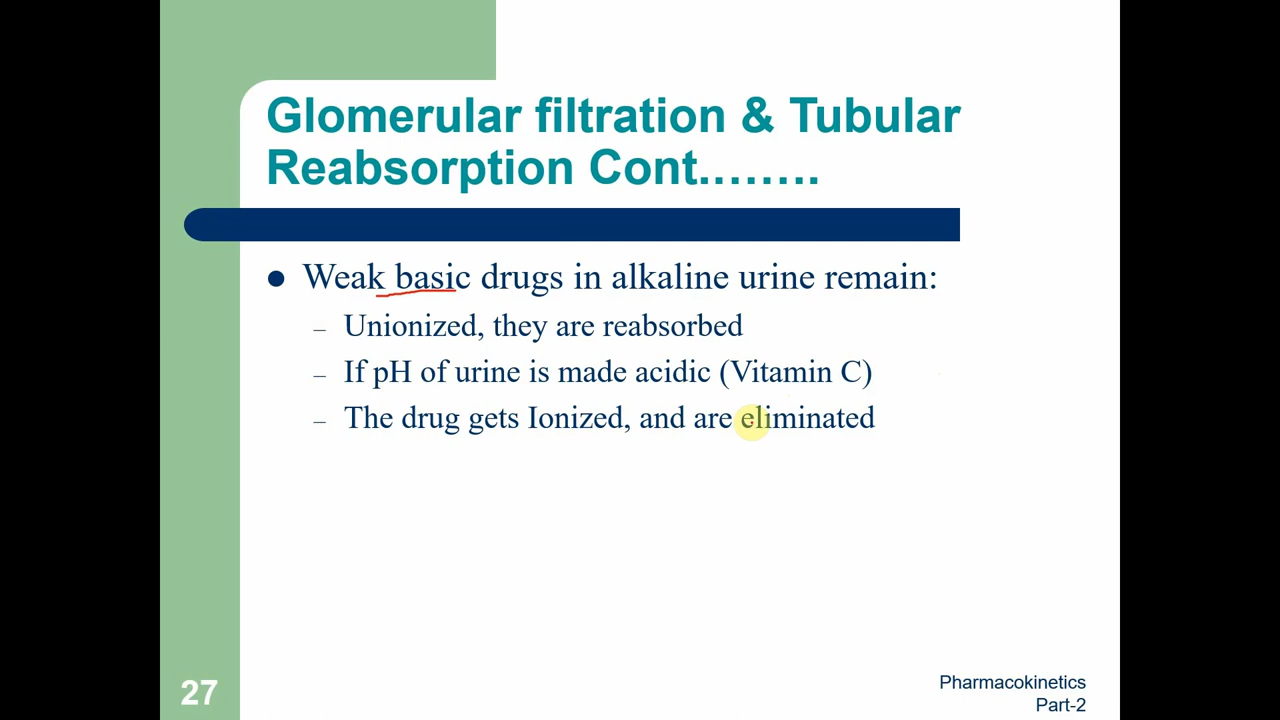 Glomerular filtration & Tubular
Reabsorption Cont.…….
Weak basic drugs in alkaline urine remain:
– Unionized, they are reabsorbed
– If pH of urine is made acidic (Vitamin C)
– The drug gets Ionized, and are eliminated
27
Pharmacokinetics
Part-2